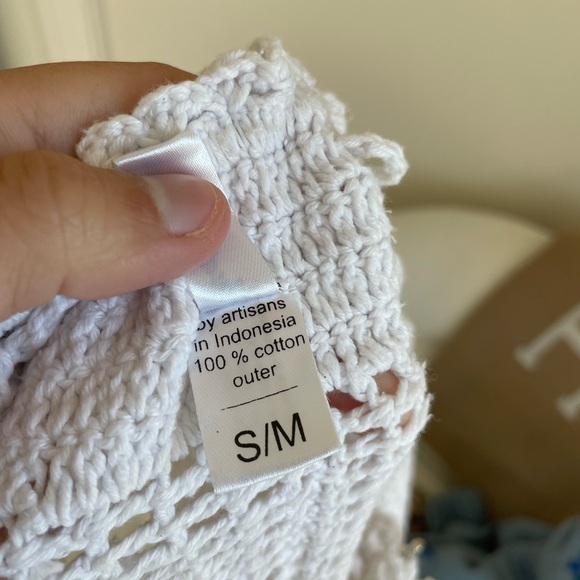 by artisans
in Indonesia
100 % cotton
outer
S/M